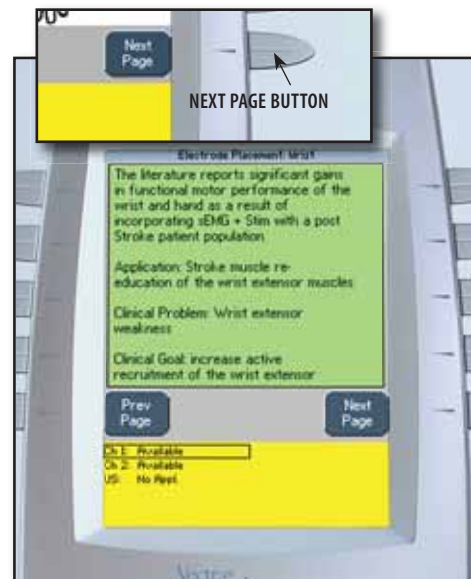 Next
Page
NEXT PAGE BUTTON
Electrode Placement: Wrist
The literature reports significant gains
in functional motor performance of the
wrist and hand as a result of
incorporating sEMG + Stim with a post
Stroke patient population.
Application: Stroke muscle re-
education of the wrist extensor muscles
Clinical Problem: Wrist extensor
weakness
Clinical Goal: increase active
recruitment of the wrist extensor
Prev
Page
Next
Page
Ch 1: Available
Ch 2: Available
US: No Appl.